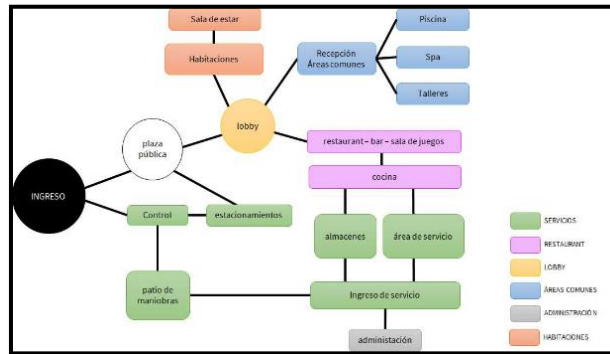 Sala de estar
Habitaciones
Recepción
Áreas comunes
Piscina
Spa
Talleres
lobby
plaza
pública
restaurant – bar – sala de juegos
cocina
INGRESO
Control
estacionamientos
almacenes
área de servicio
patio de
maniobras
Ingreso de servicio
administación
SERVICIOS
RESTAURANT
LOBBY
ÁREAS COMUNES
ADMINISTRACIÓN
HABITACIONES